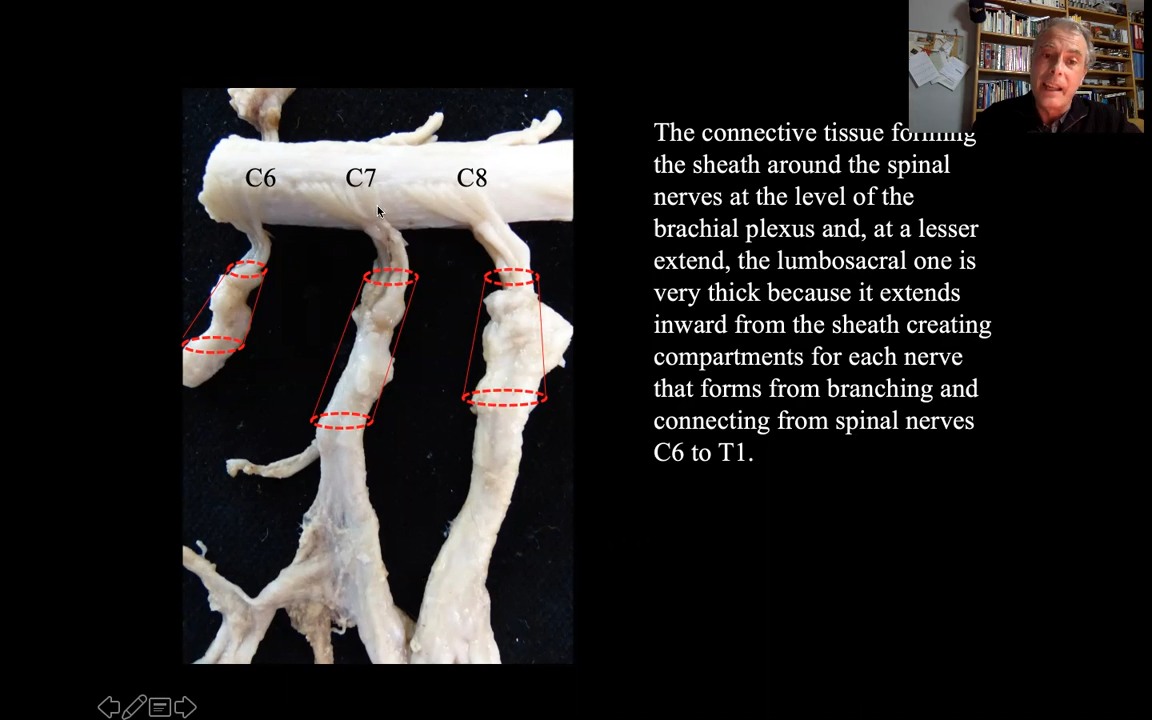 C6 C7 C8
The connective tissue forming
the sheath around the spinal
nerves at the level of the
brachial plexus and, at a lesser
extend, the lumbosacral one is
very thick because it extends
inward from the sheath creating
compartments for each nerve
that forms from branching and
connecting from spinal nerves
C6 to T1.